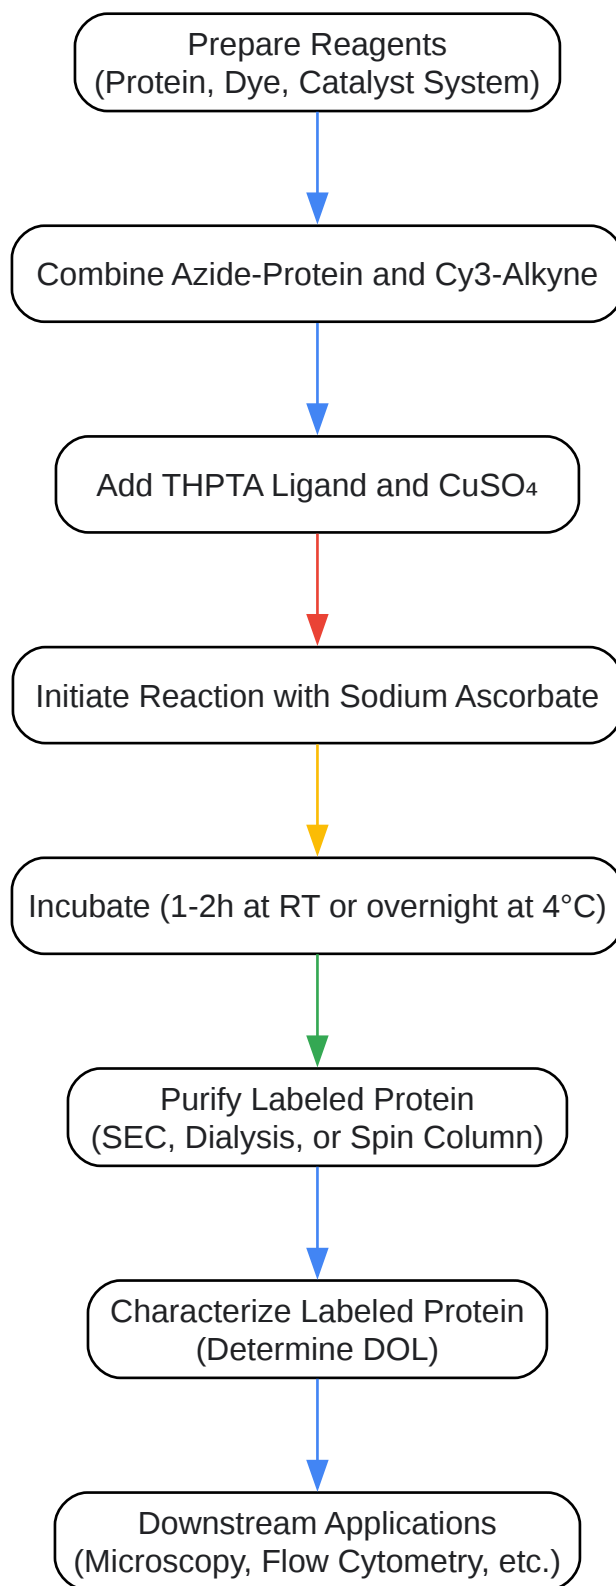 Prepare Reagents
(Protein, Dye, Catalyst System)
Combine Azide-Protein and Cy3-Alkyne
Add THPTA Ligand and CuSO₄
Initiate Reaction with Sodium Ascorbate
Incubate (1-2h at RT or overnight at 4°C)
Purify Labeled Protein
(SEC, Dialysis, or Spin Column)
Characterize Labeled Protein
(Determine DOL)
Downstream Applications
(Microscopy, Flow Cytometry, etc.)